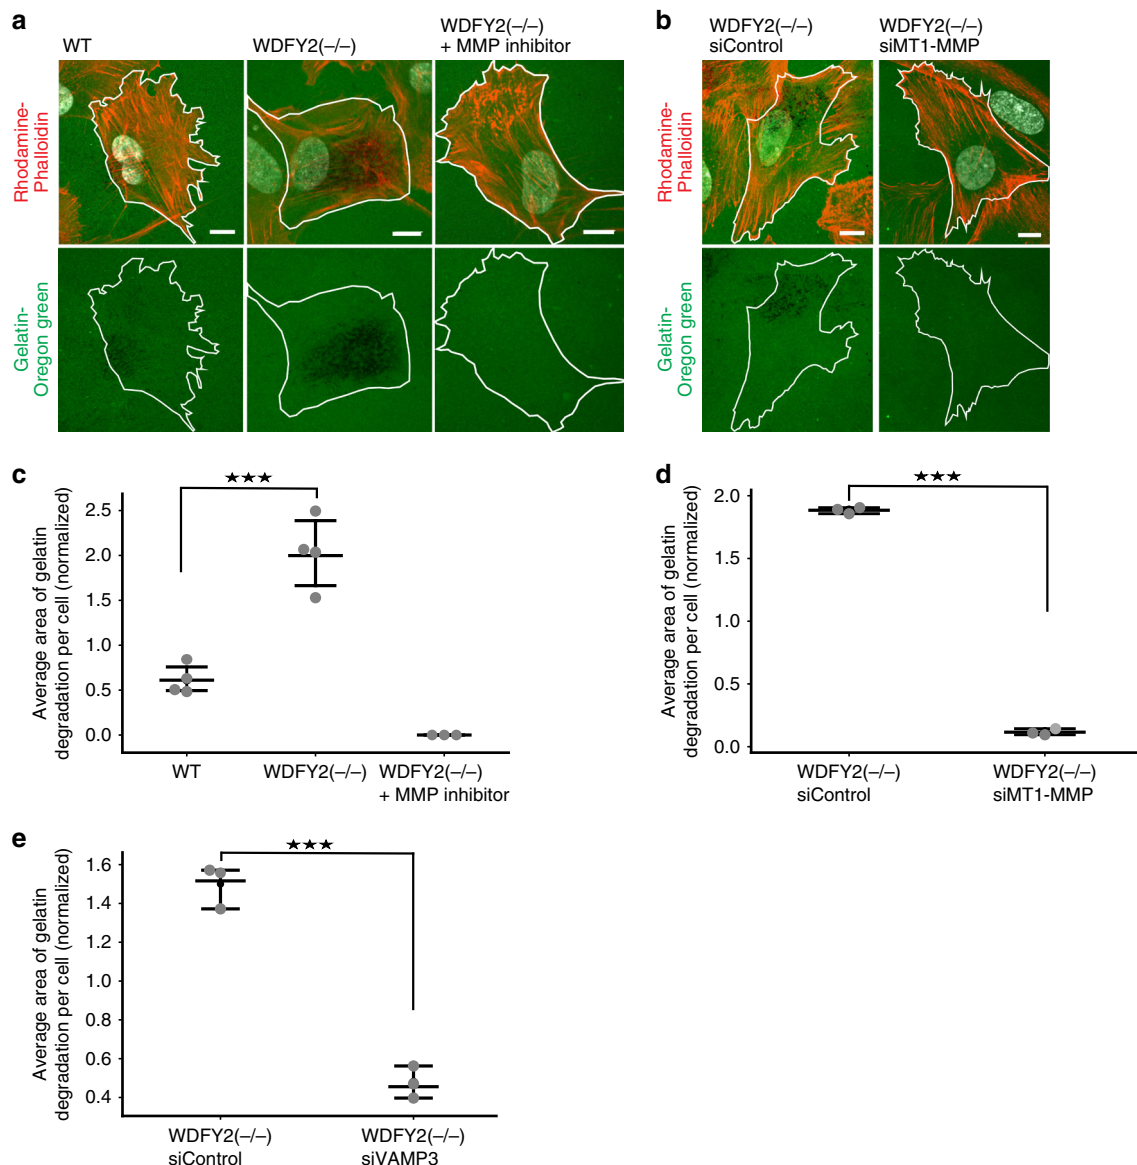 a
WT
WDFY2(–/–)
WDFY2(–/–)
+ MMP inhibitor
Rhodamine-
Phalloidin
Gelatin-
Oregon green
b
WDFY2(–/–)
siControl
WDFY2(–/–)
siMT1-MMP
Rhodamine-
Phalloidin
Gelatin-
Oregon green
c
★★★
Average area of gelatin
degradation per cell (normalized)
2.5
2.0
1.5
1.0
0.5
0.0
WT
WDFY2(–/–)
WDFY2(–/–)
+ MMP inhibitor
d
★★★
Average area of gelatin
degradation per cell (normalized)
2.0
1.5
1.0
0.5
0.0
WDFY2(–/–)
siControl
WDFY2(–/–)
siMT1-MMP
e
★★★
Average area of gelatin
degradation per cell (normalized)
1.6
1.4
1.2
1.0
0.8
0.6
0.4
WDFY2(–/–)
siControl
WDFY2(–/–)
siVAMP3